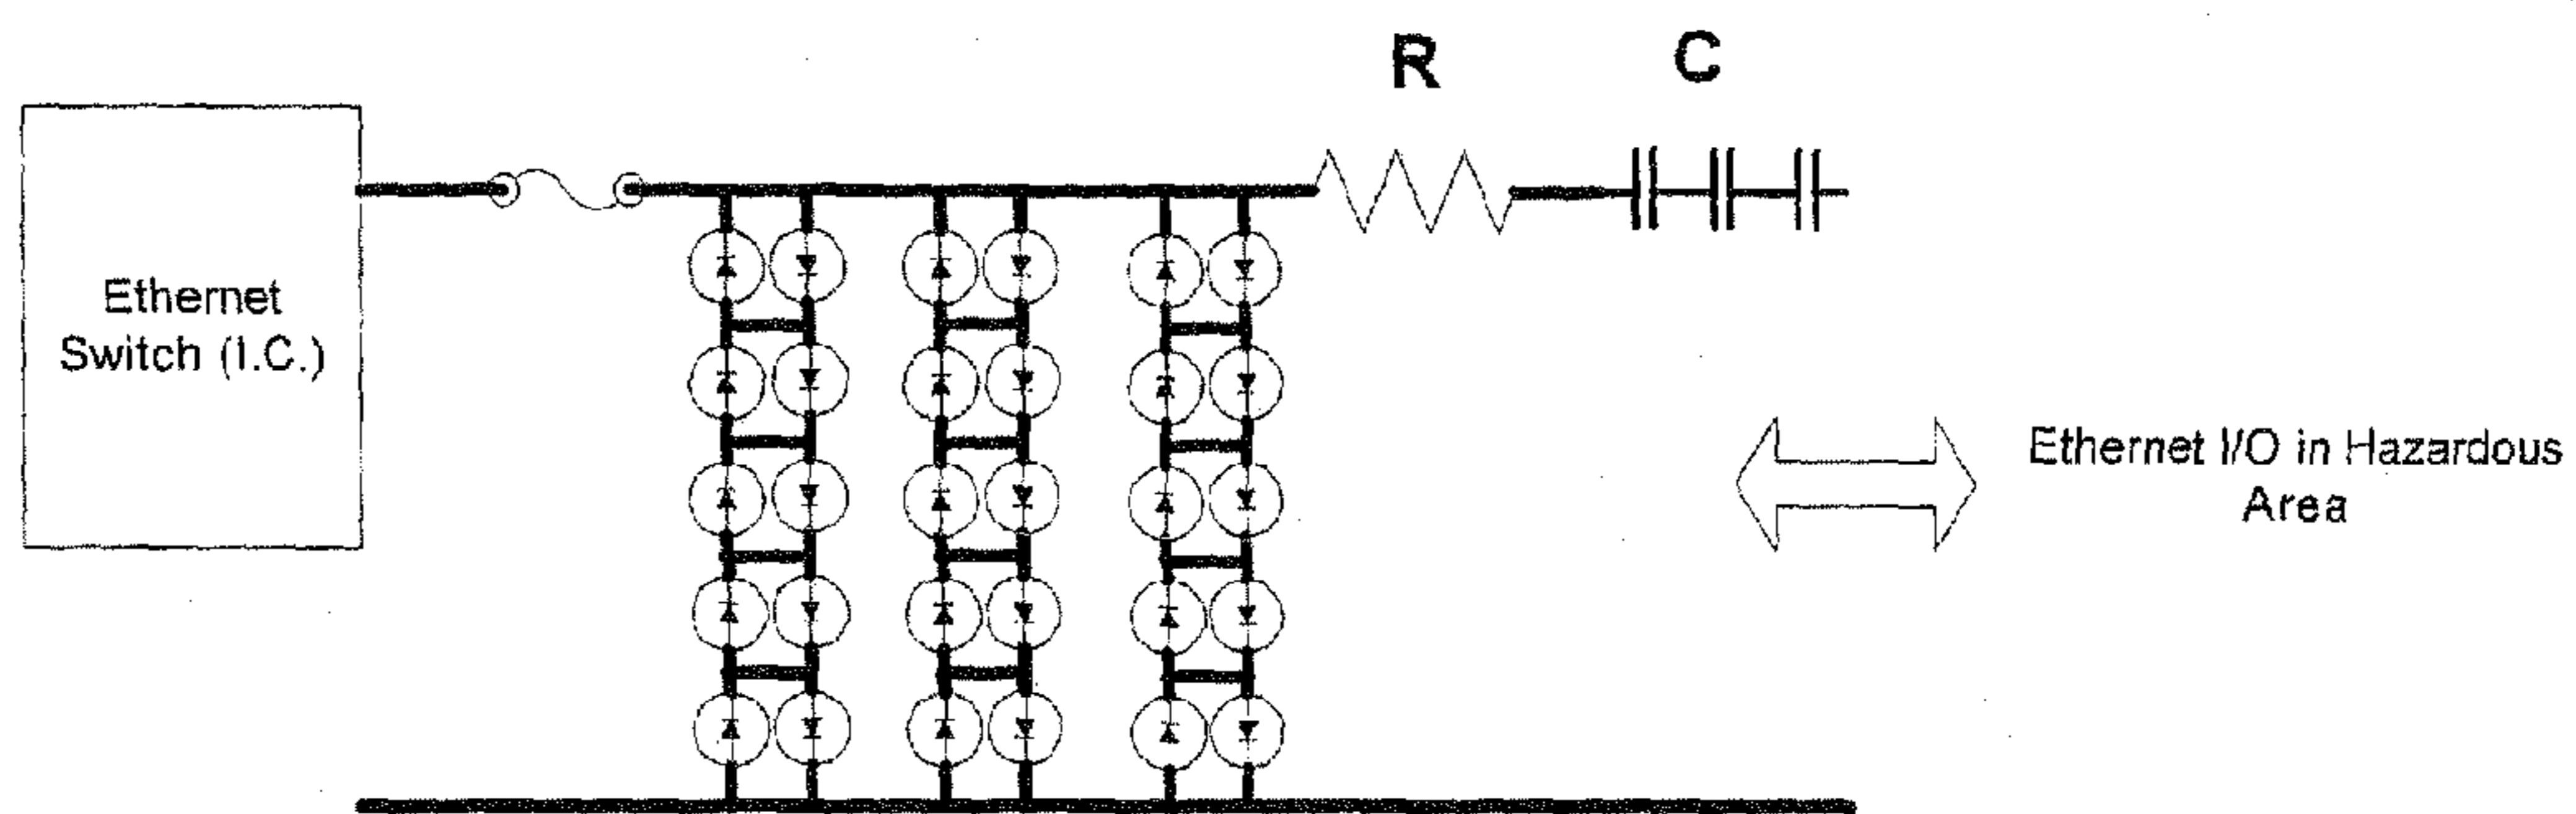 R
C
Ethernet
Switch (I.C.)
Ethernet I/O in Hazardous
Area